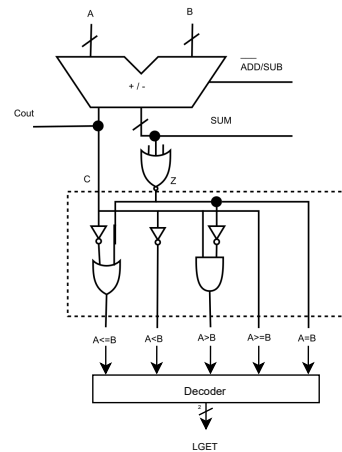 A
B
+ / -
ADD/SUB
Cout
SUM
C
Z
A<=B
A<B
A>B
A>=B
A=B
Decoder
2
LGET